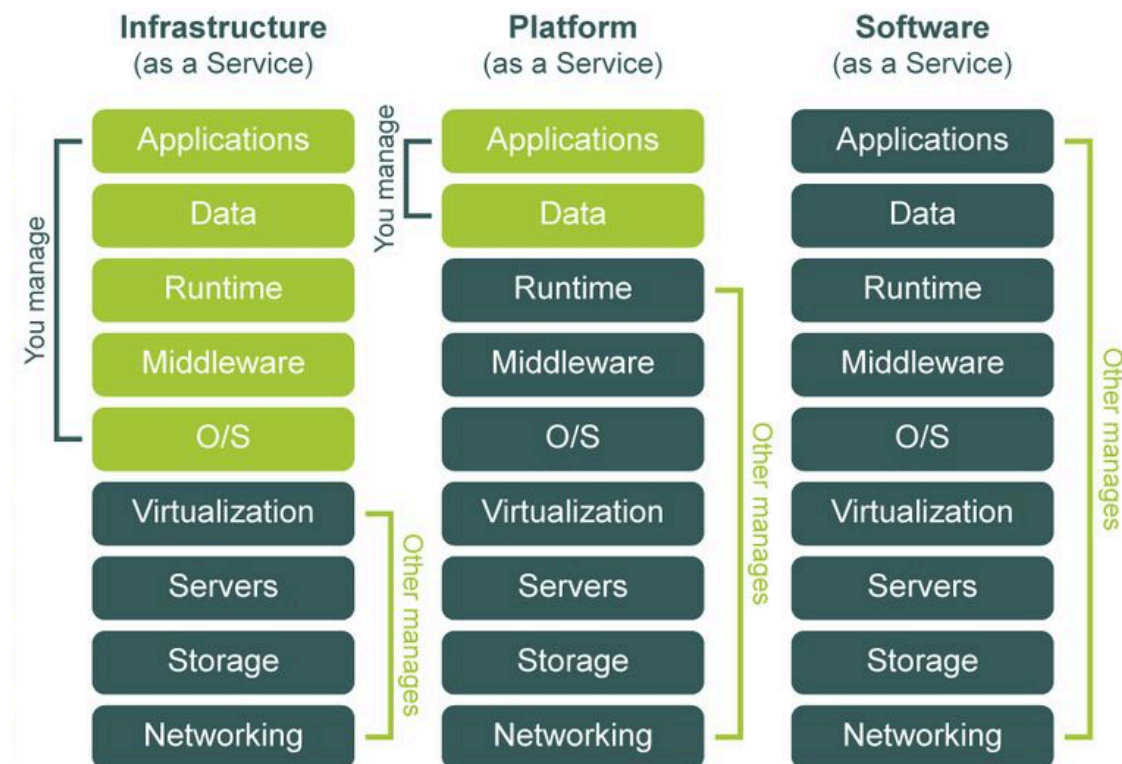 Infrastructure
(as a Service)
You manage
Applications
Data
Runtime
Middleware
O/S
Virtualization
Servers
Storage
Networking
Other manages
Platform
(as a Service)
You manage
Applications
Data
Runtime
Middleware
O/S
Virtualization
Servers
Storage
Networking
Other manages
Software
(as a Service)
Applications
Data
Runtime
Middleware
O/S
Virtualization
Servers
Storage
Networking
Other manages